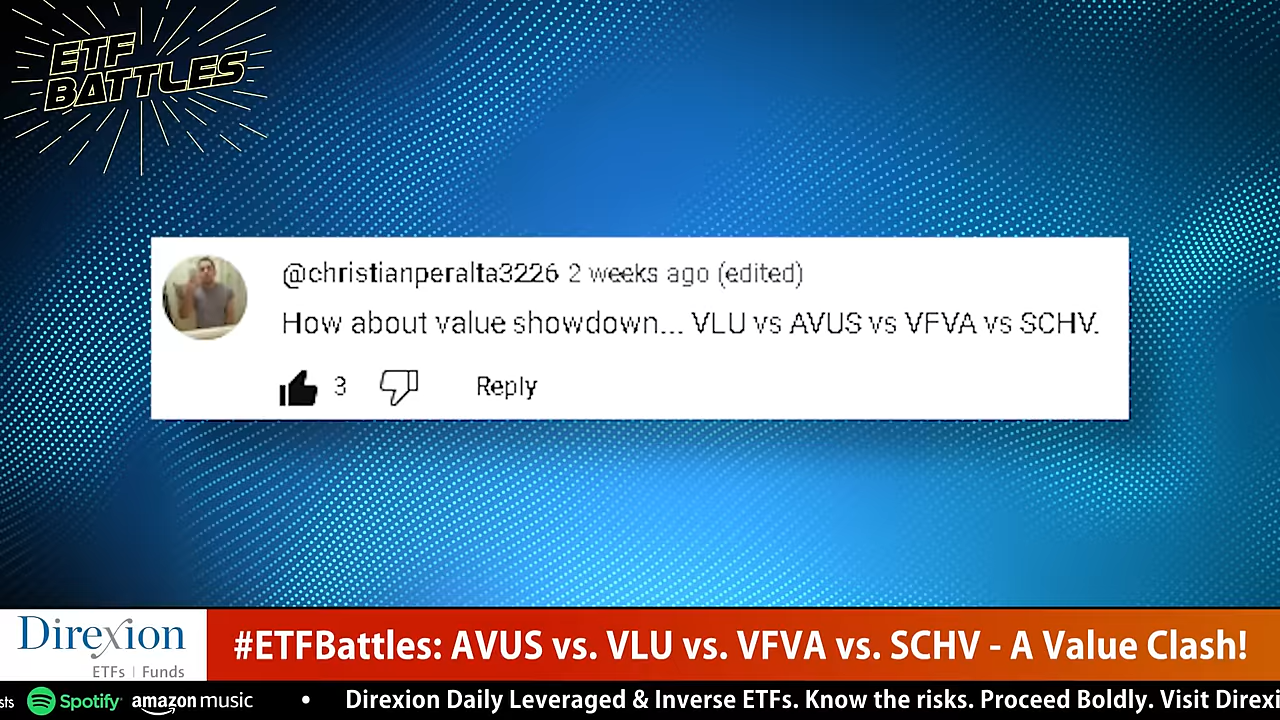 ETF
BATTLES
@christianperalta3226 2 weeks ago (edited)
How about value showdown... VLU vs AVUS vs VFVA vs SCHV.
3 Reply
Direxion
ETFs | Funds
#ETFBattles: AVUS vs. VLU vs. VFVA vs. SCHV - A Value Clash!
Spotify amazon music • Direxion Daily Leveraged & Inverse ETFs. Know the risks. Proceed Boldly. Visit Direxi